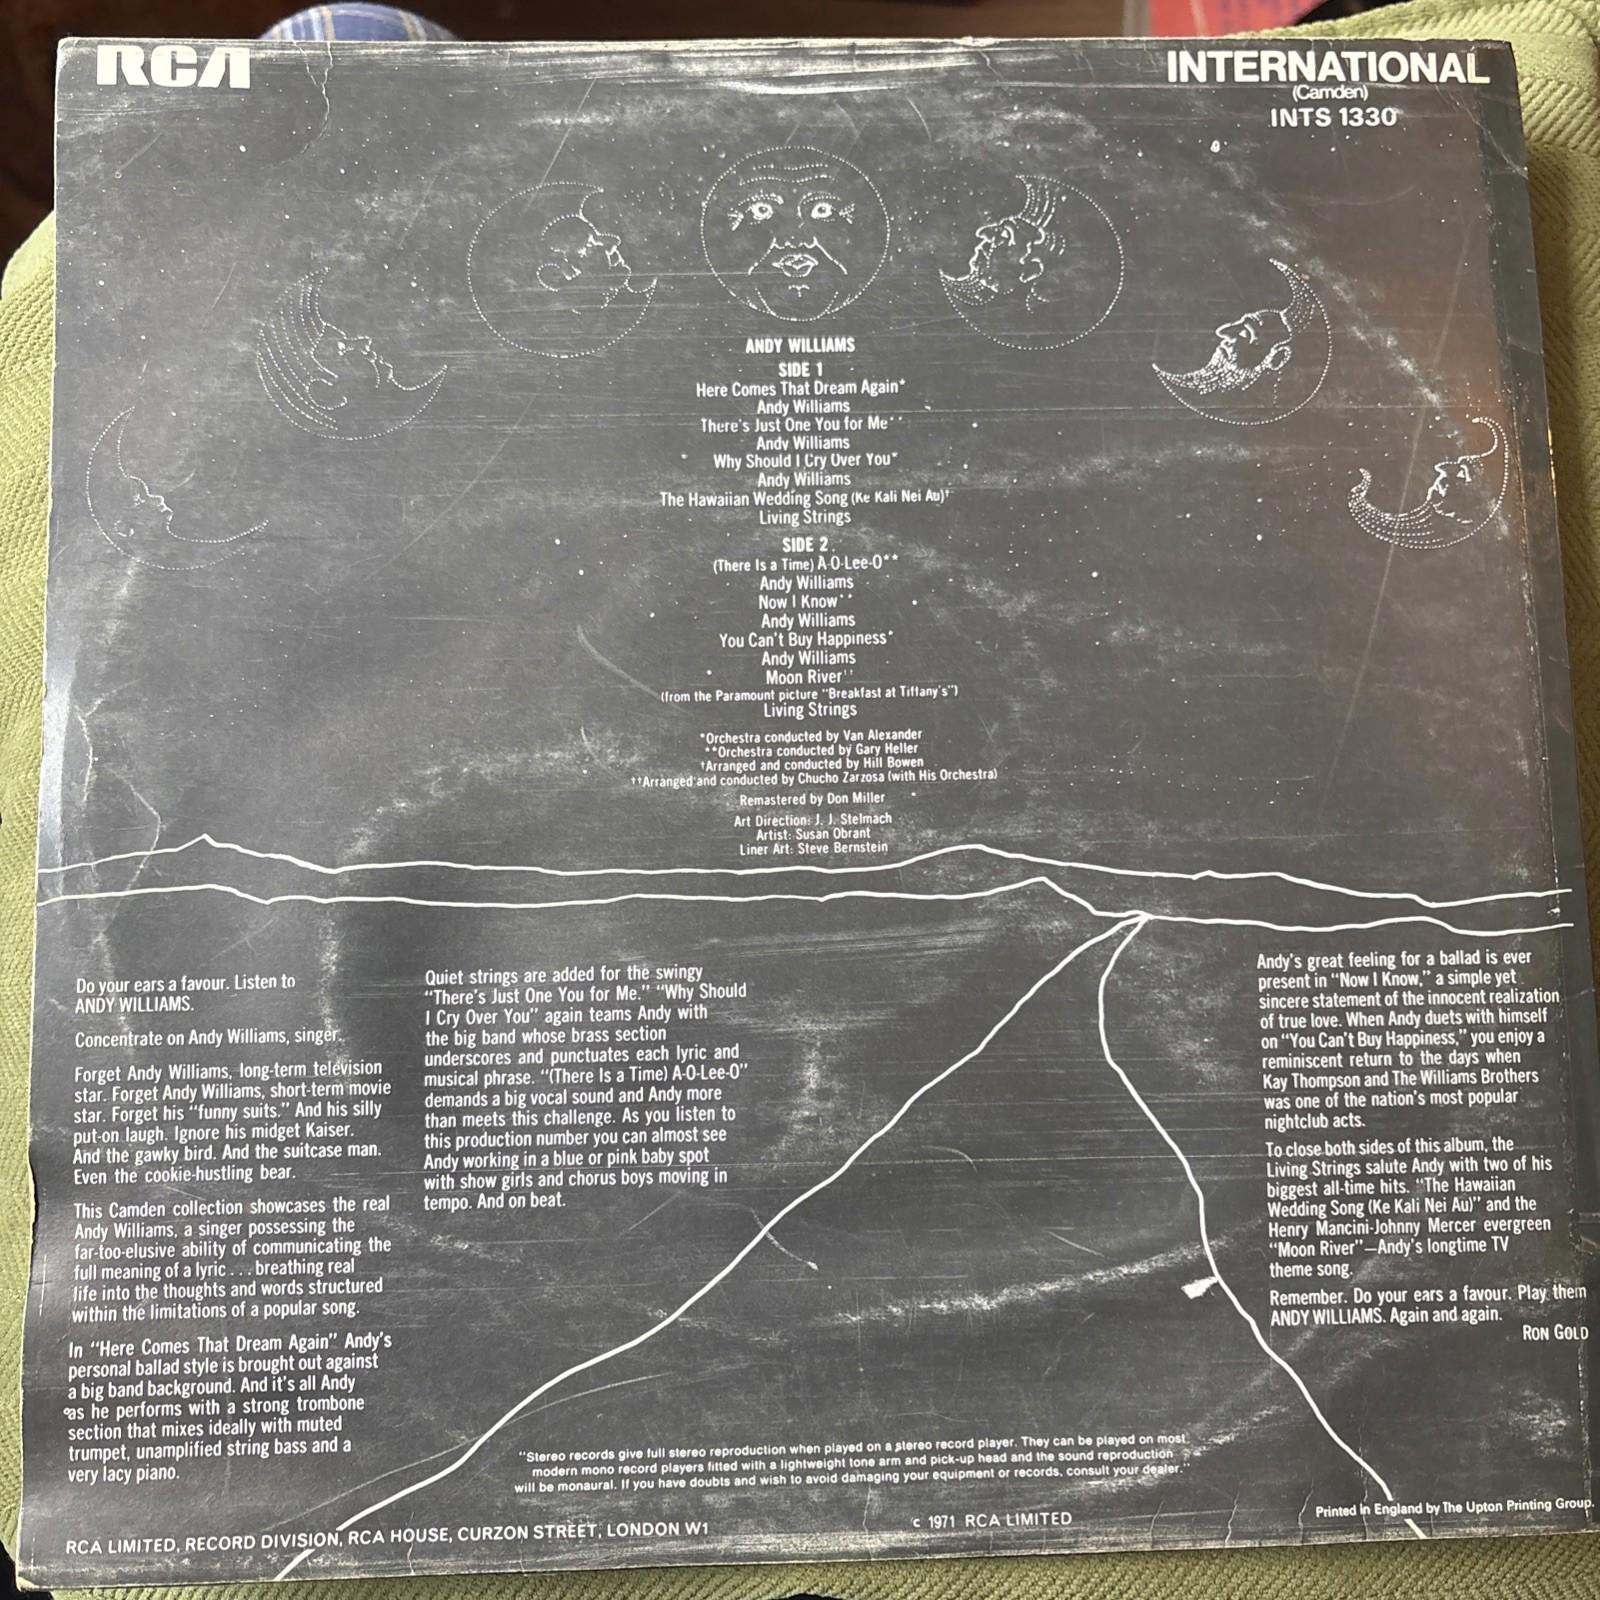 RCA
INTERNATIONAL
(Camden)
INTS 1330
ANDY WILLIAMS
SIDE 1
Here Comes That Dream Again*
Andy Williams
There's Just One You for Me**
Andy Williams
Why Should I Cry Over You*
Andy Williams
The Hawaiian Wedding Song (Ke Kali Nei Au)†
Living Strings
SIDE 2
(There Is a Time) A-O-Lee-O**
Andy Williams
Now I Know**
Andy Williams
You Can't Buy Happiness*
Andy Williams
Moon River††
(from the Paramount picture "Breakfast at Tiffany's")
Living Strings
*Orchestra conducted by Van Alexander
**Orchestra conducted by Gary Heller
†Arranged and conducted by Hill Bowen
††Arranged and conducted by Chucho Zarzosa (with His Orchestra)
Remastered by Don Miller
Art Direction: J. J. Stelmach
Artist: Susan Obrant
Liner Art: Steve Bernstein
Do your ears a favour. Listen to
ANDY WILLIAMS.
Concentrate on Andy Williams, singer.
Forget Andy Williams, long-term television
star. Forget Andy Williams, short-term movie
star. Forget his "funny suits." And his silly
put-on laugh. Ignore his midget Kaiser.
And the gawky bird. And the suitcase man.
Even the cookie-hustling bear.
This Camden collection showcases the real
Andy Williams, a singer possessing the
far-too-elusive ability of communicating the
full meaning of a lyric . . . breathing real
life into the thoughts and words structured
within the limitations of a popular song.
In "Here Comes That Dream Again" Andy's
personal ballad style is brought out against
a big band background. And it's all Andy
as he performs with a strong trombone
section that mixes ideally with muted
trumpet, unamplified string bass and a
very lacy piano.
Quiet strings are added for the swingy
"There's Just One You for Me." "Why Should
I Cry Over You" again teams Andy with
the big band whose brass section
underscores and punctuates each lyric and
musical phrase. "(There Is a Time) A-O-Lee-O"
demands a big vocal sound and Andy more
than meets this challenge. As you listen to
this production number you can almost see
Andy working in a blue or pink baby spot
with show girls and chorus boys moving in
tempo. And on beat.
Andy's great feeling for a ballad is ever
present in "Now I Know," a simple yet
sincere statement of the innocent realization
of true love. When Andy duets with himself
on "You Can't Buy Happiness," you enjoy a
reminiscent return to the days when
Kay Thompson and The Williams Brothers
was one of the nation's most popular
nightclub acts.
To close both sides of this album, the
Living Strings salute Andy with two of his
biggest all-time hits. "The Hawaiian
Wedding Song (Ke Kali Nei Au)" and the
Henry Mancini-Johnny Mercer evergreen
"Moon River"—Andy's longtime TV
theme song.
Remember. Do your ears a favour. Play them
ANDY WILLIAMS. Again and again.
RON GOLD
"Stereo records give full stereo reproduction when played on a stereo record player. They can be played on most
modern mono record players fitted with a lightweight tone arm and pick-up head and the sound reproduction
will be monaural. If you have doubts and wish to avoid damaging your equipment or records, consult your dealer."
RCA LIMITED, RECORD DIVISION, RCA HOUSE, CURZON STREET, LONDON W1
c 1971 RCA LIMITED
Printed in England by The Upton Printing Group.